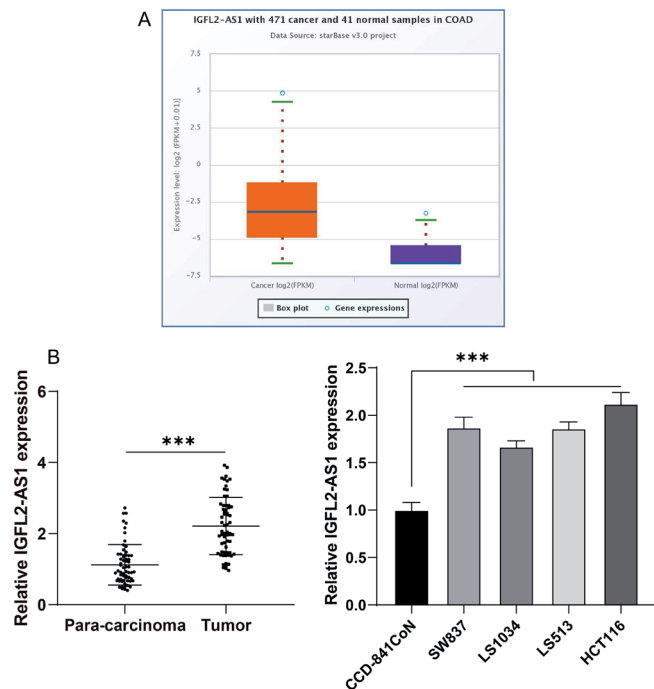 A
IGFL2-AS1 with 471 cancer and 41 normal samples in COAD
Data Source: starBase v3.0 project
Expression level: log2 (FPKM+0.01)]
7.5
5
2.5
0
-2.5
-5
-7.5
Cancer log2(FPKM)
Normal log2(FPKM)
Box plot
Gene expressions
B
Relative IGFL2-AS1 expression
6
4
2
0
***
Para-carcinoma
Tumor
Relative IGFL2-AS1 expression
2.5
2.0
1.5
1.0
0.5
0.0
***
CCD-841CoN
SW837
LS1034
LS513
HCT116